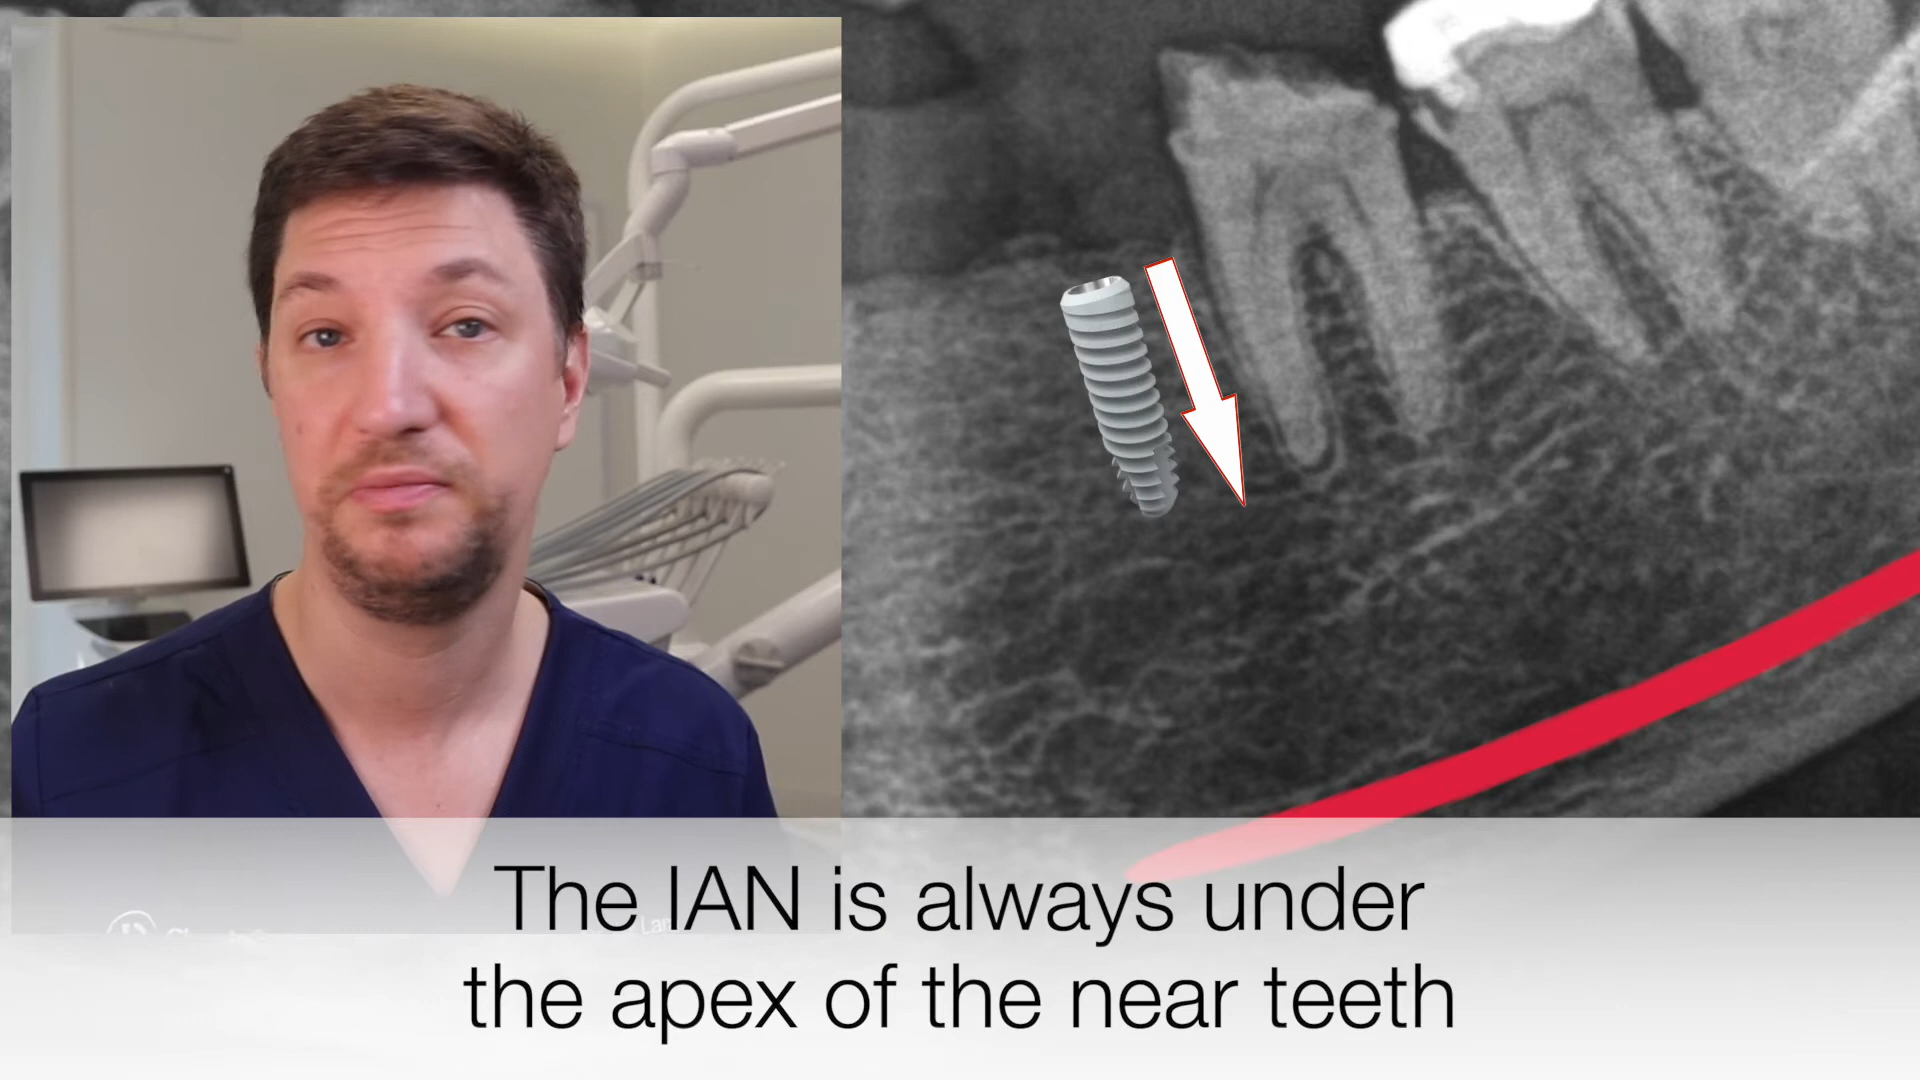 The IAN is always under
the apex of the near teeth